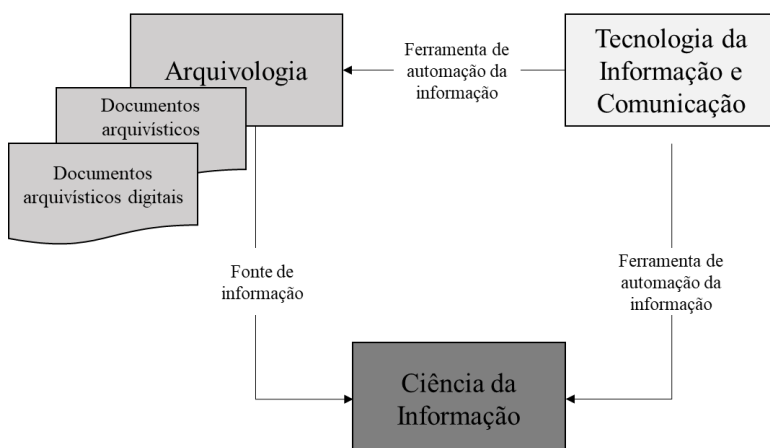 Arquivologia
Ferramenta de
automação da
informação
Tecnologia da
Informação e
Comunicação
Documentos
arquivísticos
Documentos
arquivísticos digitais
Fonte de
informação
Ferramenta de
automação da
informação
Ciência da
Informação